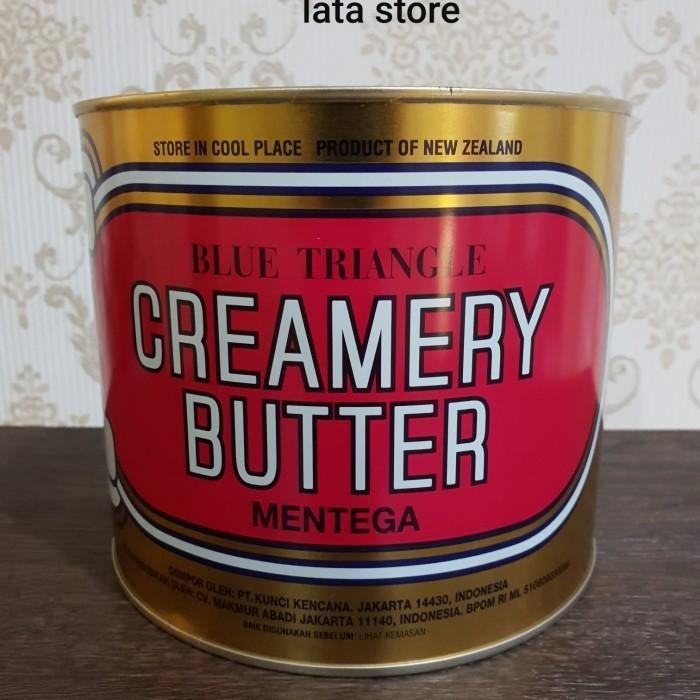 lata store
STORE IN COOL PLACE PRODUCT OF NEW ZEALAND
BLUE TRIANGLE
CREAMERY
BUTTER
MENTEGA
DIIMPOR OLEH: PT. KUNCI KENCANA. JAKARTA 14430, INDONESIA
OLEH: CV. MAKMUR ABADI JAKARTA 11140, INDONESIA. BPOM RI ML
BAIK DIGUNAKAN SEBELUM: LIHAT KEMASAN